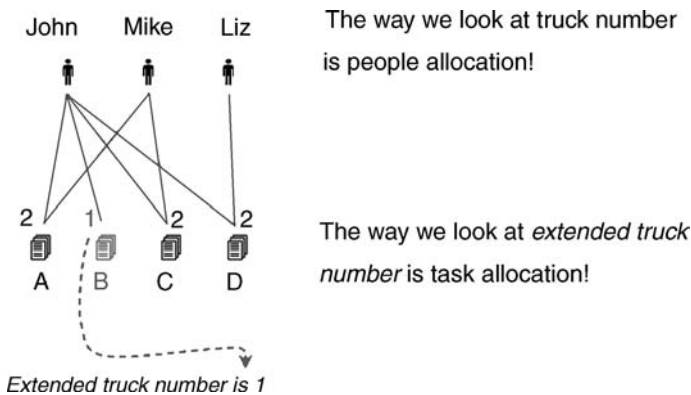 John Mike Liz
The way we look at truck number
is people allocation!
2 1 2 2
A B C D
The way we look at extended truck
number is task allocation!
Extended truck number is 1